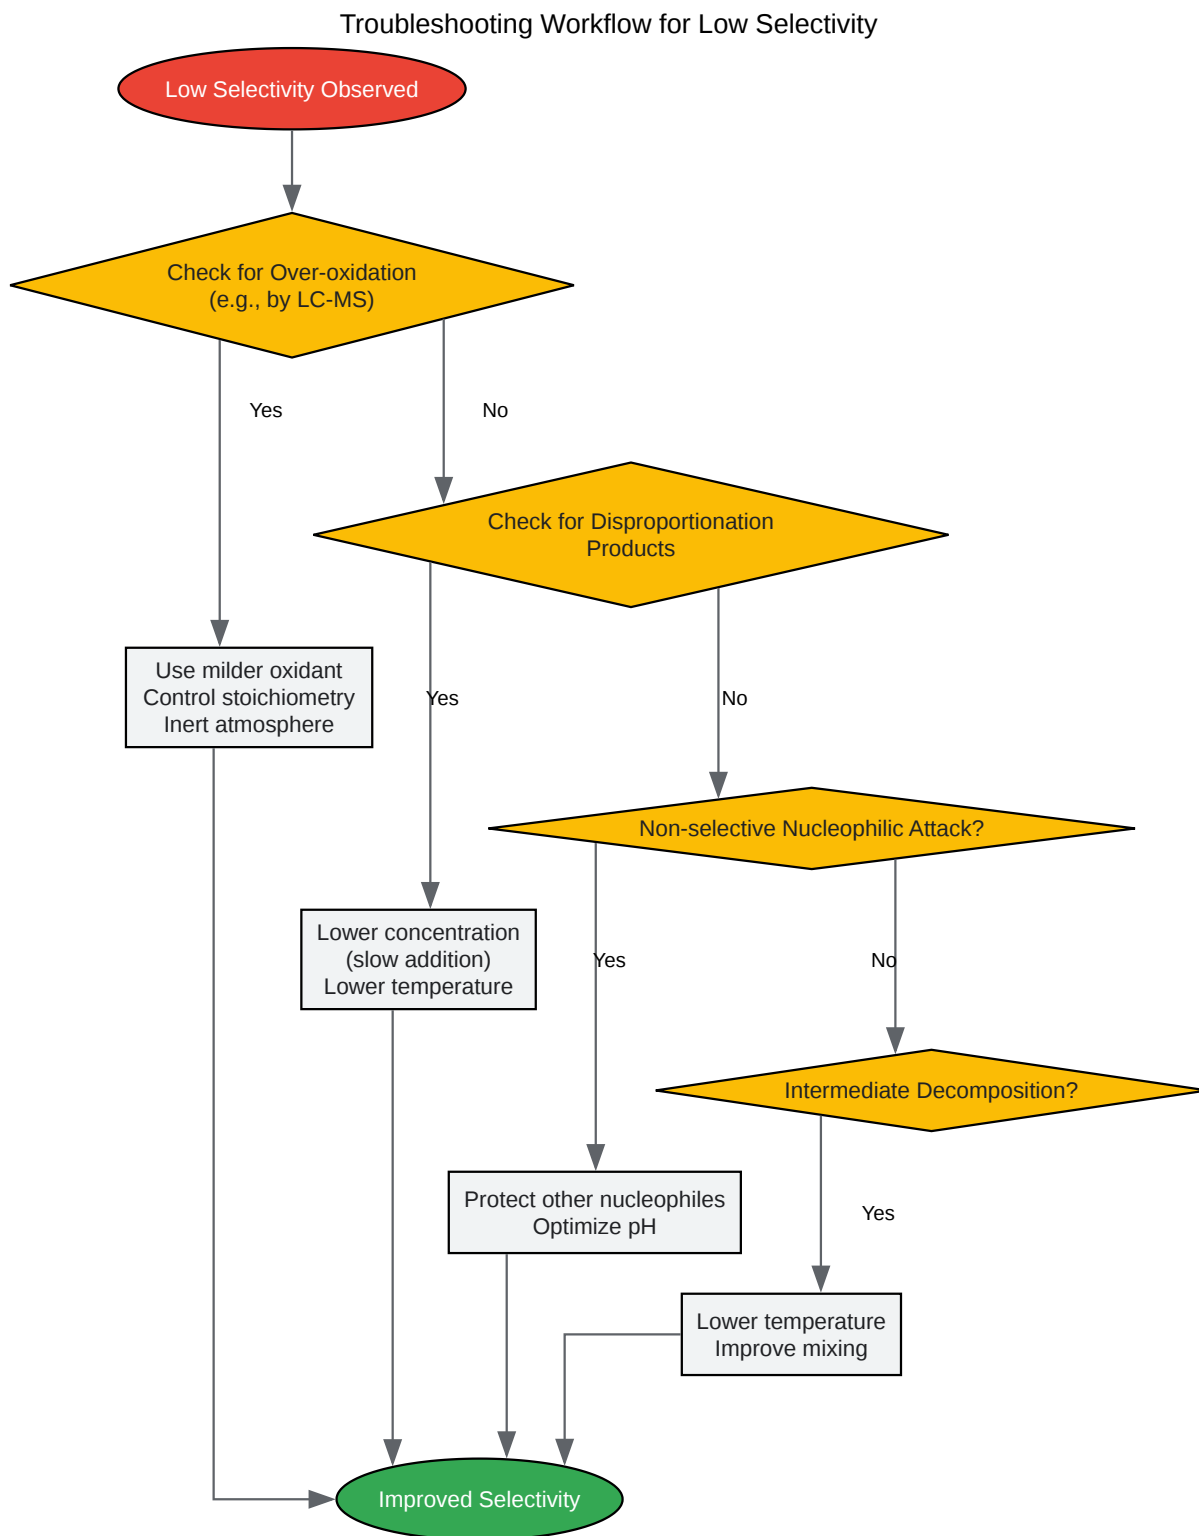 Troubleshooting Workflow for Low Selectivity
Low Selectivity Observed
Check for Over-oxidation
(e.g., by LC-MS)
Yes
No
Check for Disproportionation
Products
Use milder oxidant
Control stoichiometry
Inert atmosphere
Yes
No
Non-selective Nucleophilic Attack?
Lower concentration
(slow addition)
Lower temperature
Yes
No
Intermediate Decomposition?
Protect other nucleophiles
Optimize pH
Yes
Lower temperature
Improve mixing
Improved Selectivity